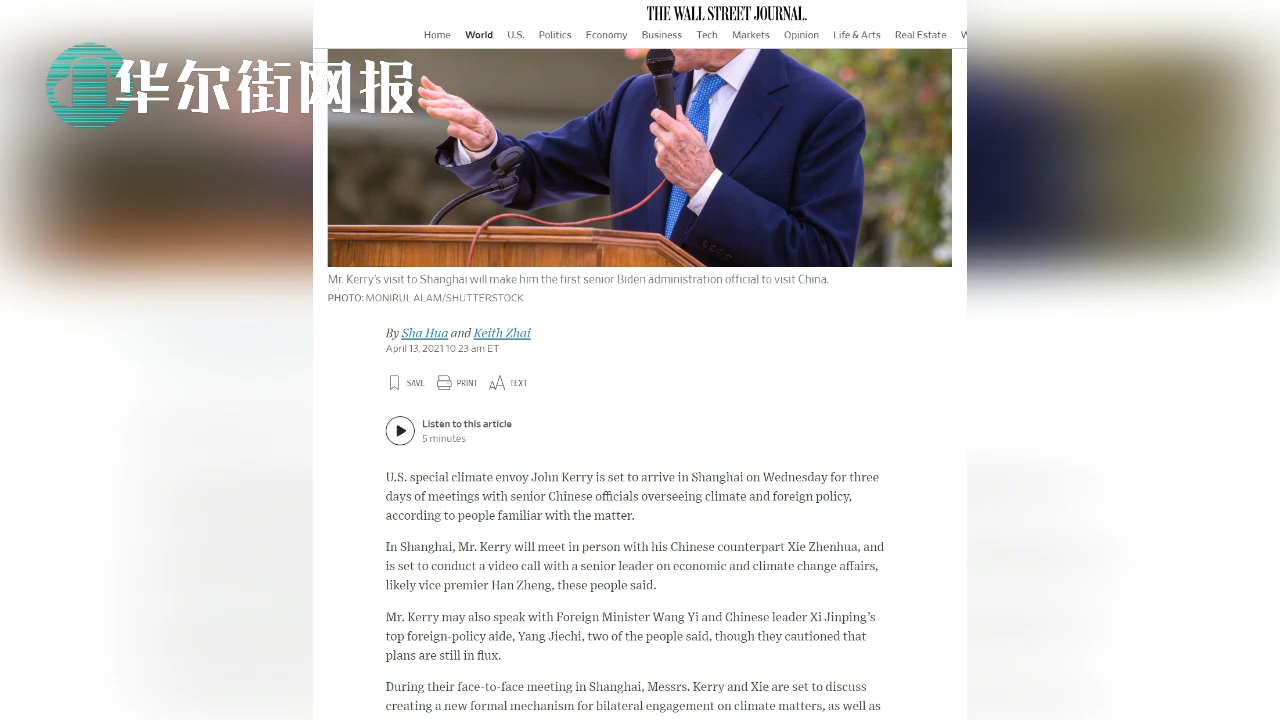 THE WALL STREET JOURNAL.
Home World U.S. Politics Economy Business Tech Markets Opinion Life & Arts Real Estate
华尔街网报
Mr. Kerry's visit to Shanghai will make him the first senior Biden administration official to visit China.
PHOTO: MONIRUL ALAM/SHUTTERSTOCK
By Sha Hua and Keith Zhai
April 13, 2021 10:23 am ET
SAVE PRINT AA TEXT
Listen to this article
5 minutes
U.S. special climate envoy John Kerry is set to arrive in Shanghai on Wednesday for three
days of meetings with senior Chinese officials overseeing climate and foreign policy,
according to people familiar with the matter.
In Shanghai, Mr. Kerry will meet in person with his Chinese counterpart Xie Zhenhua, and
is set to conduct a video call with a senior leader on economic and climate change affairs,
likely vice premier Han Zheng, these people said.
Mr. Kerry may also speak with Foreign Minister Wang Yi and Chinese leader Xi Jinping's
top foreign-policy aide, Yang Jiechi, two of the people said, though they cautioned that
plans are still in flux.
During their face-to-face meeting in Shanghai, Messrs. Kerry and Xie are set to discuss
creating a new formal mechanism for bilateral engagement on climate matters, as well as